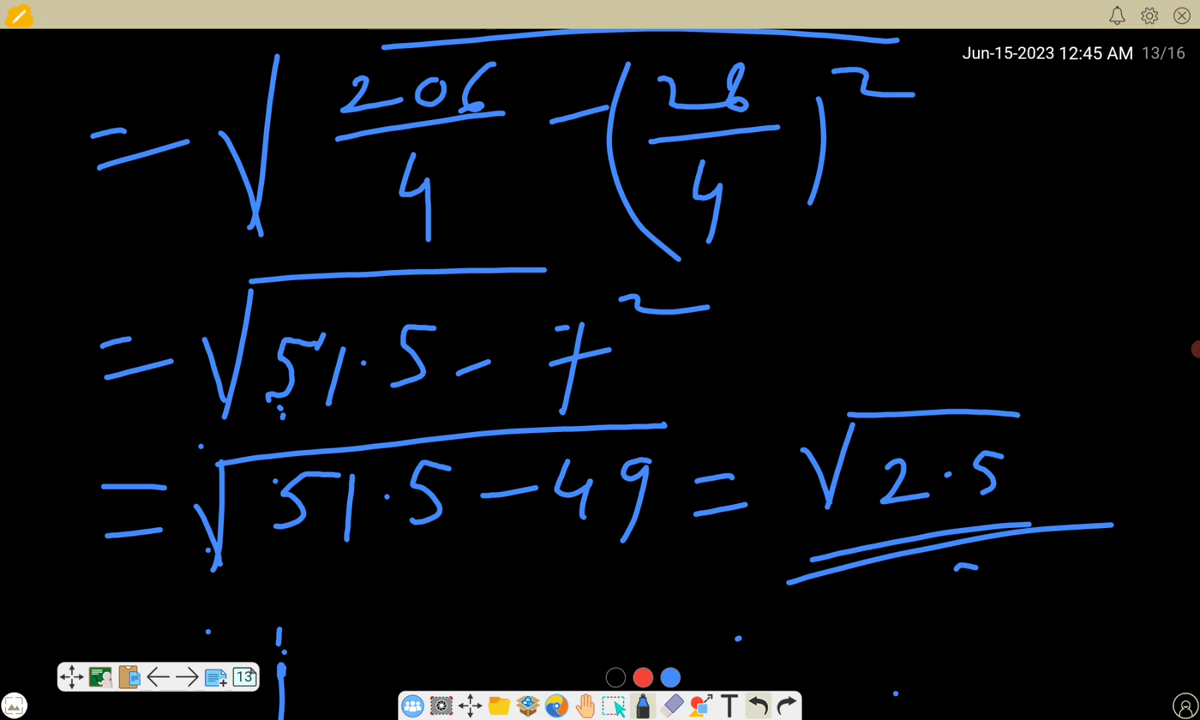 Jun-15-2023 12:45 AM 13/16
= √(206/4 - (28/4)²)
= √51.5 - 7²
= √51.5 - 49 = √2.5
13
T